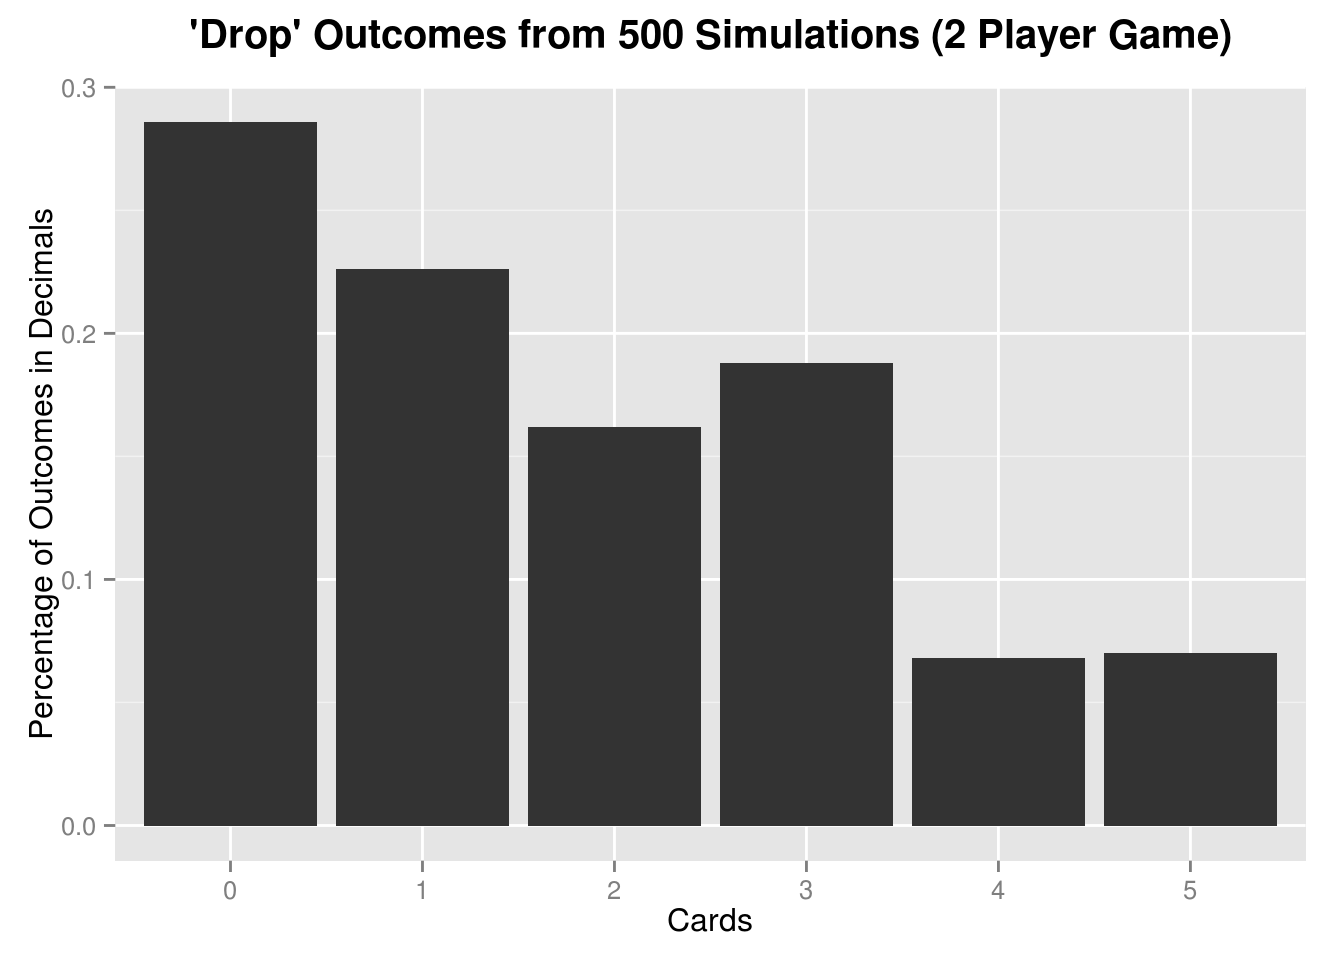 'Drop' Outcomes from 500 Simulations (2 Player Game)
Percentage of Outcomes in Decimals
0.3
0.2
0.1
0.0
0 1 2 3 4 5
Cards